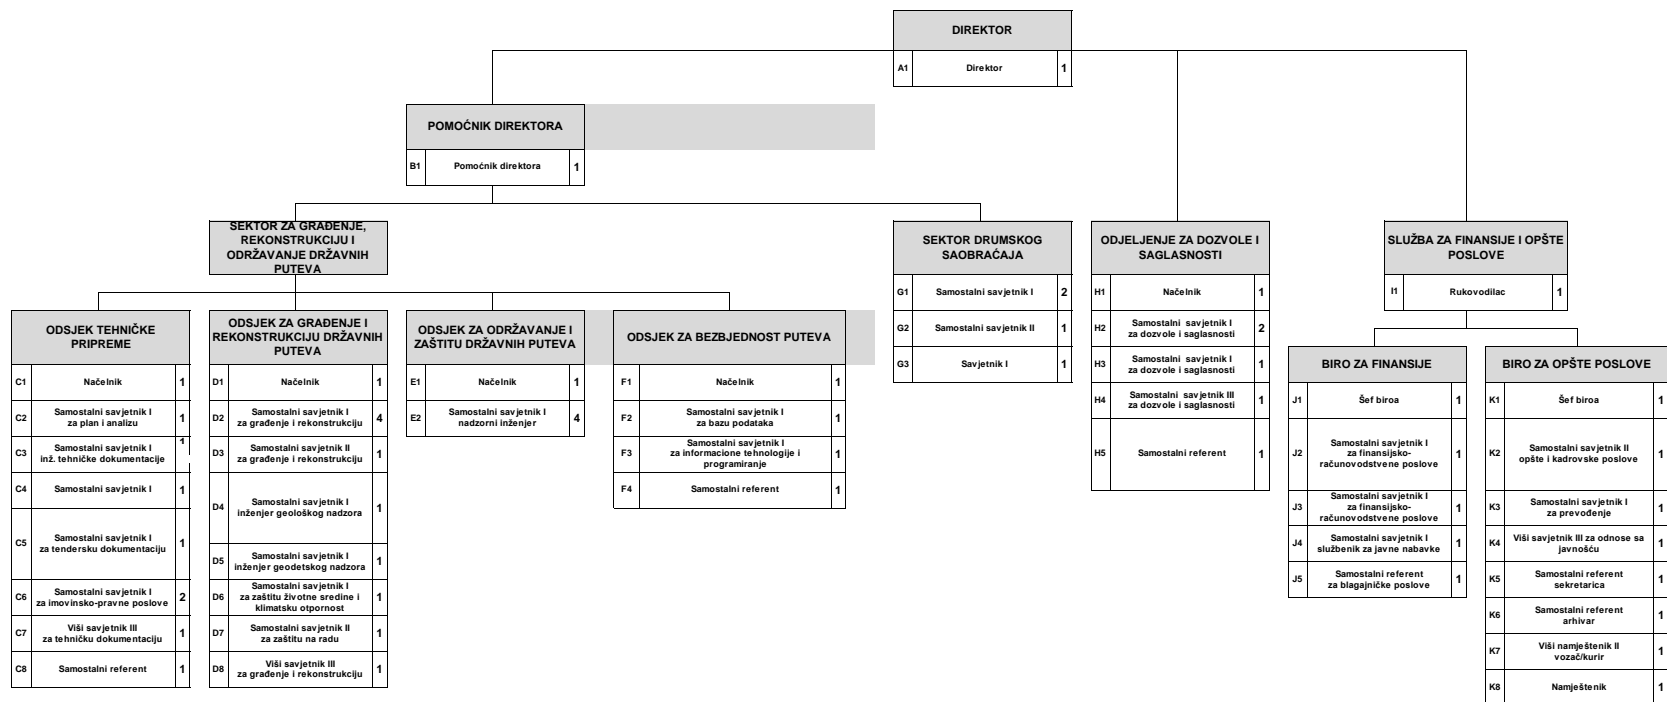 DIREKTOR
A1 Direktor 1
POMOĆNIK DIREKTORA
B1 Pomoćnik direktora 1
SEKTOR ZA GRAĐENJE,
REKONSTRUKCIJU I
ODRŽAVANJE DRŽAVNIH
PUTEVA
ODSJEK TEHNIČKE
PRIPREME
C1 Načelnik 1
C2 Samostalni savjetnik I
za plan i analizu 1
C3 Samostalni savjetnik I
inž. tehničke dokumentacije 1
C4 Samostalni savjetnik I 1
C5 Samostalni savjetnik I
za tendersku dokumentaciju 1
C6 Samostalni savjetnik I
za imovinsko-pravne poslove 2
C7 Viši savjetnik III
za tehničku dokumentaciju 1
C8 Samostalni referent 1
ODSJEK ZA GRAĐENJE I
REKONSTRUKCIJU DRŽAVNIH
PUTEVA
D1 Načelnik 1
D2 Samostalni savjetnik I
za građenje i rekonstrukciju 4
D3 Samostalni savjetnik II
za građenje i rekonstrukciju 1
D4 Samostalni savjetnik I
inženjer geološkog nadzora 1
D5 Samostalni savjetnik I
inženjer geodetskog nadzora 1
D6 Samostalni savjetnik I
za zaštitu životne sredine i
klimatsku otpornost 1
D7 Samostalni savjetnik II
za zaštitu na radu 1
D8 Viši savjetnik III
za građenje i rekonstrukciju 1
ODSJEK ZA ODRŽAVANJE I
ZAŠTITU DRŽAVNIH PUTEVA
E1 Načelnik 1
E2 Samostalni savjetnik I
nadzorni inženjer 4
ODSJEK ZA BEZBJEDNOST PUTEVA
F1 Načelnik 1
F2 Samostalni savjetnik I
za bazu podataka 1
F3 Samostalni savjetnik I
za informacione tehnologije i
programiranje 1
F4 Samostalni referent 1
SEKTOR DRUMSKOG
SAOBRAĆAJA
G1 Samostalni savjetnik I 2
G2 Samostalni savjetnik II 1
G3 Savjetnik I 1
ODJELJENJE ZA DOZVOLE I
SAGLASNOSTI
H1 Načelnik 1
H2 Samostalni savjetnik I
za dozvole i saglasnosti 2
H3 Samostalni savjetnik I
za dozvole i saglasnosti 1
H4 Samostalni savjetnik III
za dozvole i saglasnosti 1
H5 Samostalni referent 1
SLUŽBA ZA FINANSIJE I OPŠTE
POSLOVE
I1 Rukovodilac 1
BIRO ZA FINANSIJE
J1 Šef biroa 1
J2 Samostalni savjetnik I
za finansijsko-
računovodstvene poslove 1
J3 Samostalni savjetnik I
za finansijsko-
računovodstvene poslove 1
J4 Samostalni savjetnik I
službenik za javne nabavke 1
J5 Samostalni referent
za blagajničke poslove 1
BIRO ZA OPŠTE POSLOVE
K1 Šef biroa 1
K2 Samostalni savjetnik II
opšte i kadrovske poslove 1
K3 Samostalni savjetnik I
za prevođenje 1
K4 Viši savjetnik III za odnose sa
javnošću 1
K5 Samostalni referent
sekretarica 1
K6 Samostalni referent
arhivar 1
K7 Viši namještenik II
vozač/kurir 1
K8 Namještenik 1